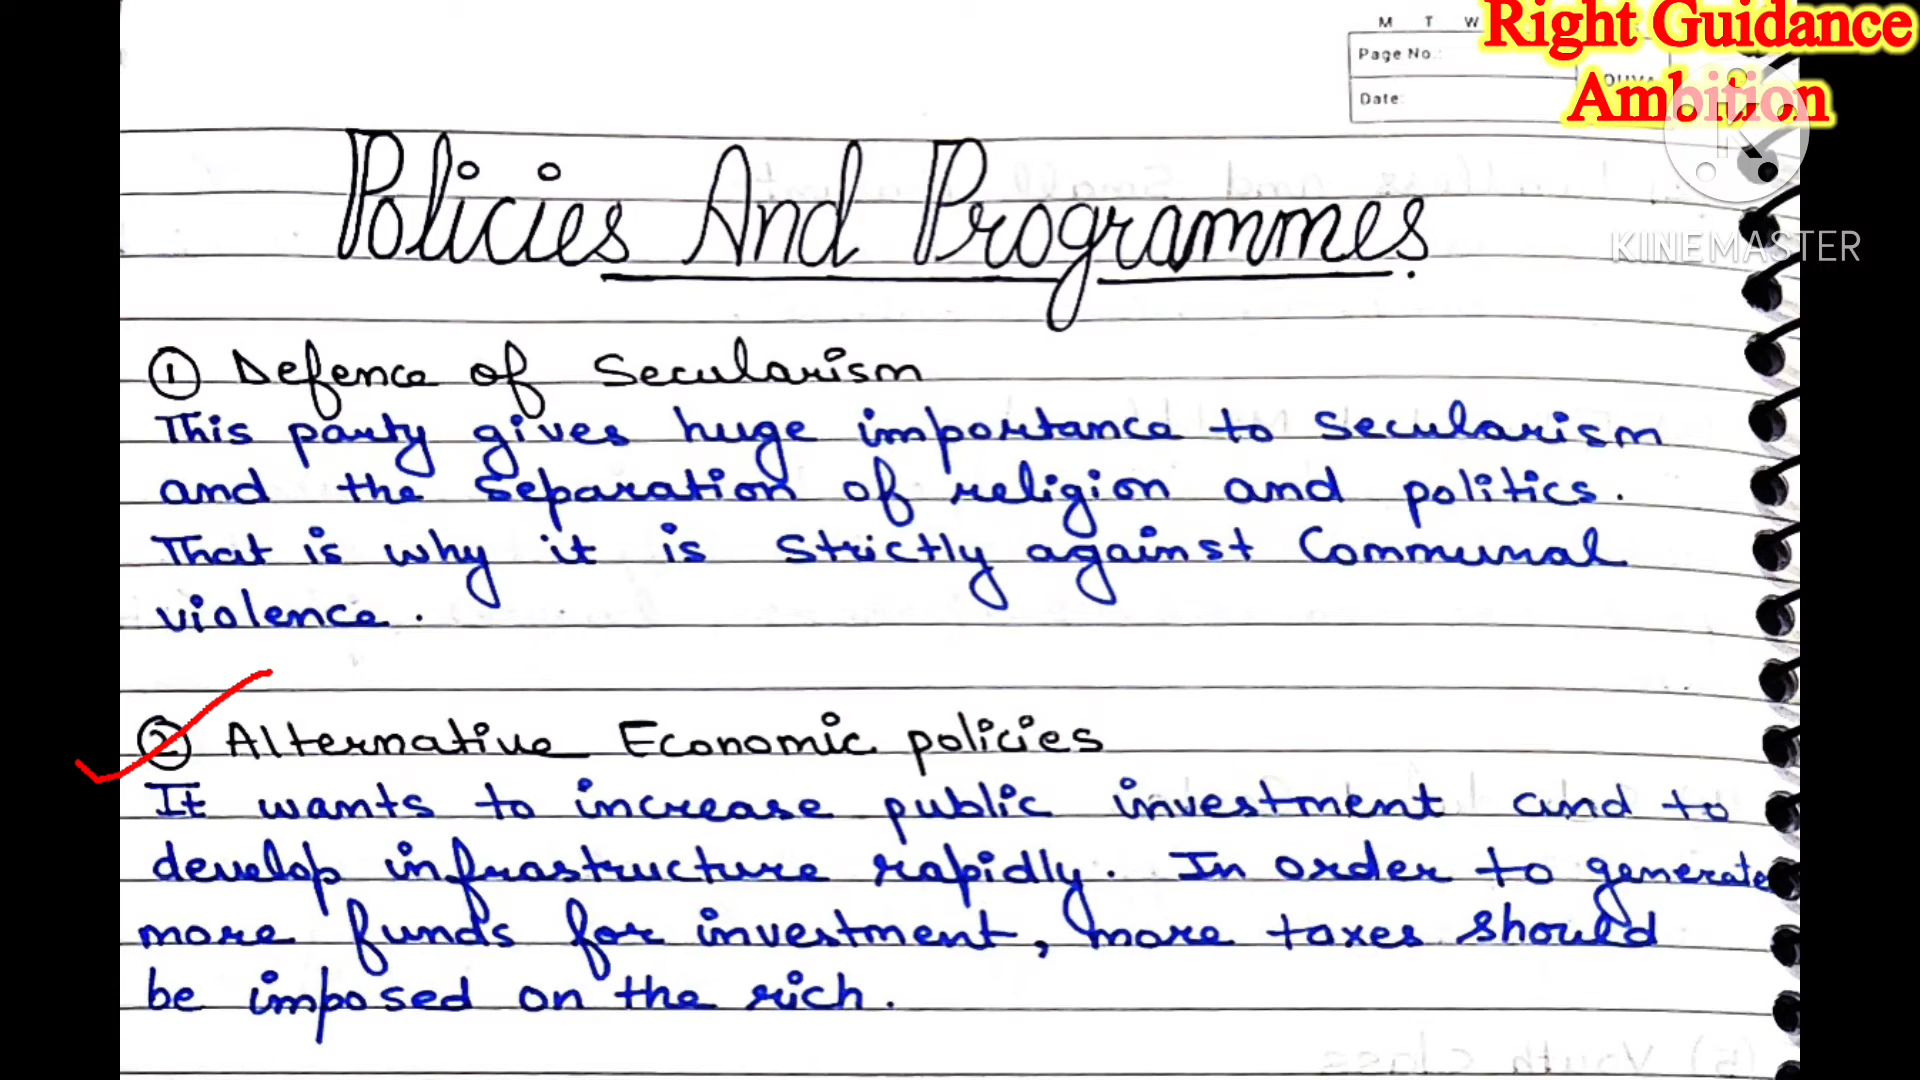 M T W
Right Guidance
Page No.:
Ambition
Date:
Policies And Programmes.
KINEMASTER
① Defence of Secularism
This party gives huge importance to secularism
and the separation of religion and politics.
That is why it is strictly against Communal
violence.
② Alternative Economic policies
It wants to increase public investment and to
develop infrastructure rapidly. In order to generate
more funds for investment, more taxes should
be imposed on the rich.
(5) Youth Class